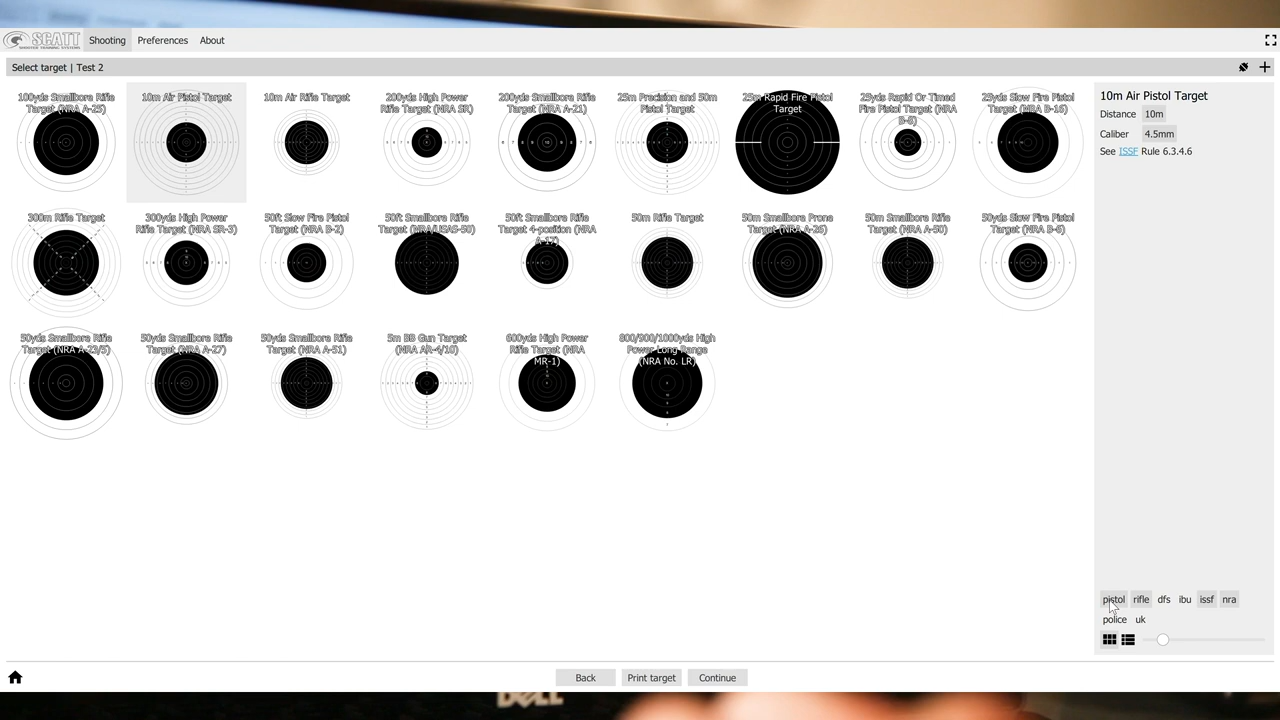 SCATT
SHOOTER TRAINING SYSTEMS
Shooting
Preferences
About
Select target | Test 2
100yds Smallbore Rifle
Target (NRA A-25)
10m Air Pistol Target
10m Air Rifle Target
200yds High Power
Rifle Target (NRA SR)
200yds Smallbore Rifle
Target (NRA A-21)
25m Precision and 50m
Pistol Target
25m Rapid Fire Pistol
Target
25yds Rapid Or Timed
Fire Pistol Target (NRA
B-8)
25yds Slow Fire Pistol
Target (NRA B-16)
300m Rifle Target
300yds High Power
Rifle Target (NRA SR-3)
50ft Slow Fire Pistol
Target (NRA B-2)
50ft Smallbore Rifle
Target (NRA/USAS-50)
50ft Smallbore Rifle
Target 4-position (NRA
A-17)
50m Rifle Target
50m Smallbore Prone
Target (NRA A-26)
50m Smallbore Rifle
Target (NRA A-50)
50yds Slow Fire Pistol
Target (NRA B-6)
50yds Smallbore Rifle
Target (NRA A-23/5)
50yds Smallbore Rifle
Target (NRA A-27)
50yds Smallbore Rifle
Target (NRA A-51)
5m BB Gun Target
(NRA AR-4/10)
600yds High Power
Rifle Target (NRA
MR-1)
800/900/1000yds High
Power Long Range
(NRA No. LR)
10m Air Pistol Target
Distance 10m
Caliber 4.5mm
See ISSF Rule 6.3.4.6
pistol rifle dfs ibu issf nra
police uk
Back
Print target
Continue
DELL